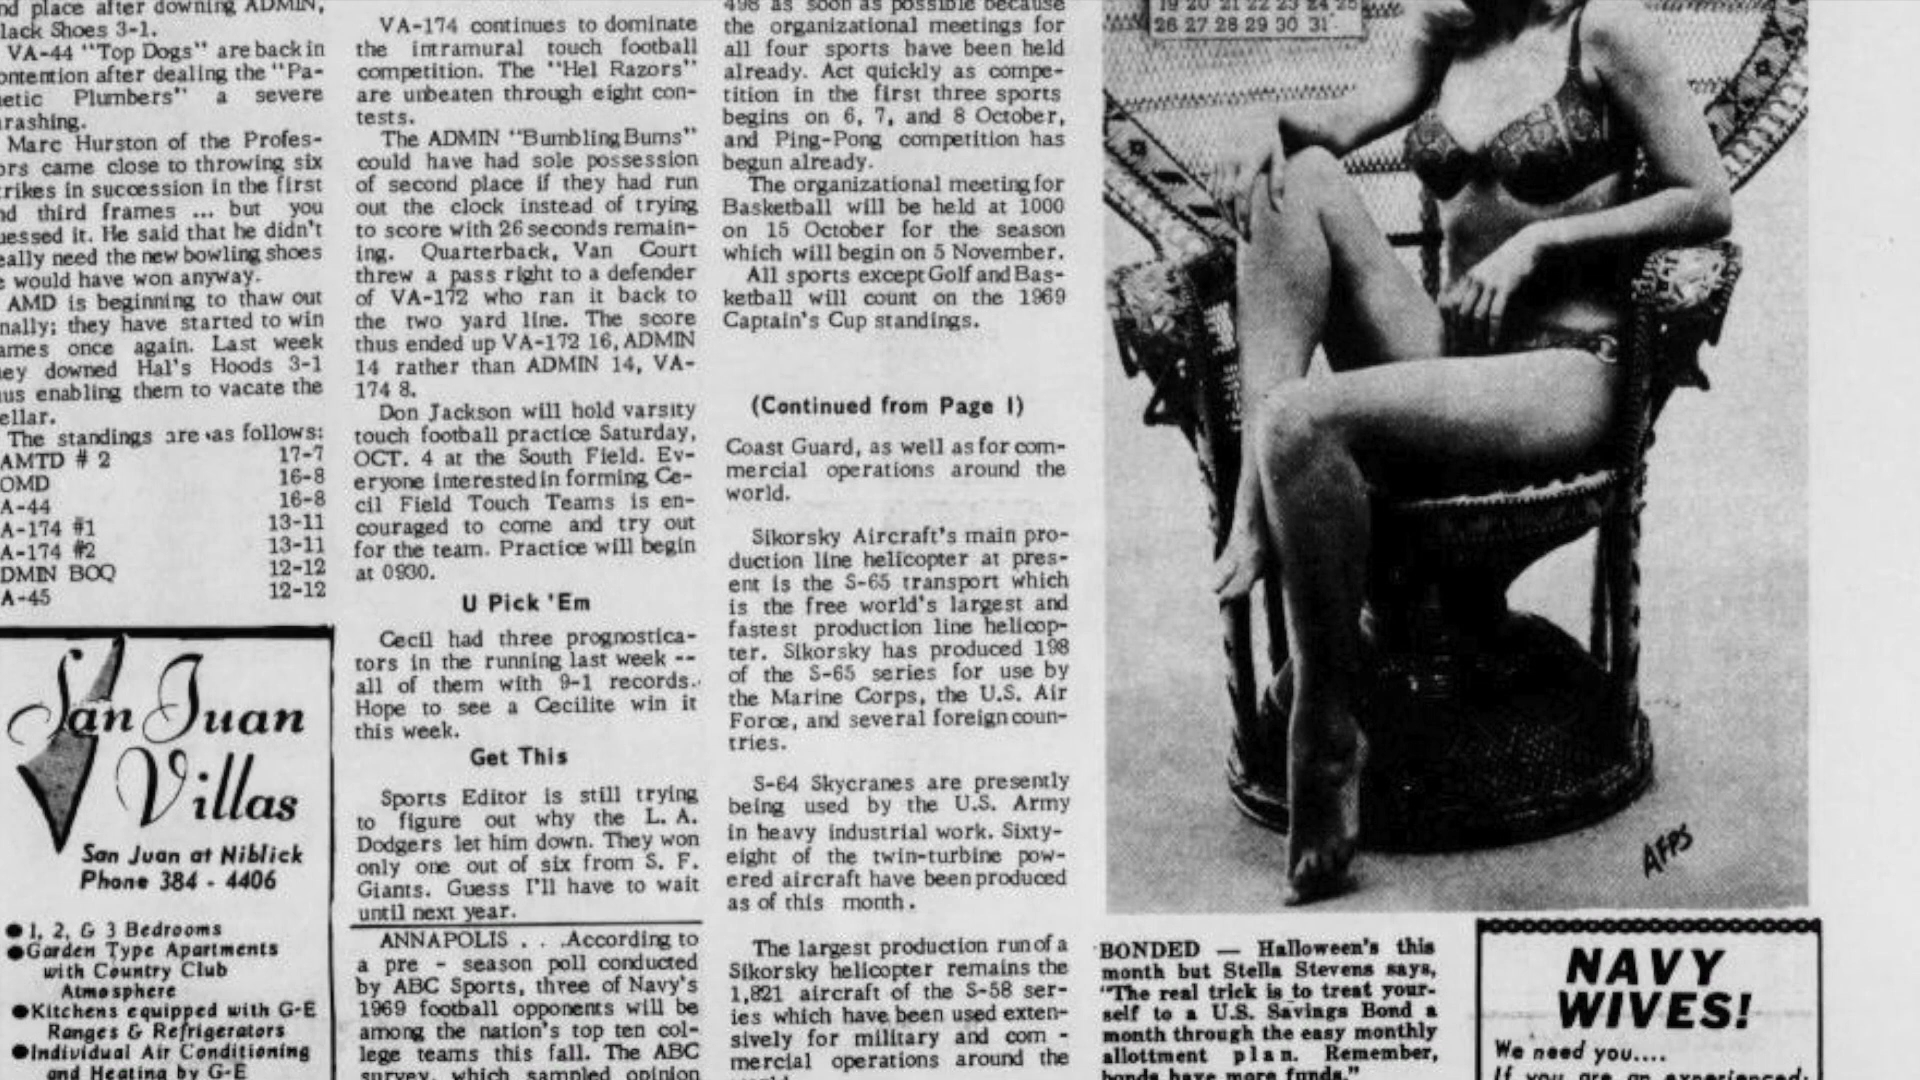 nd place after downing ADMIN,
lack Shoes 3-1.
VA-44 "Top Dogs" are back in
ontention after dealing the "Pa-
etic Plumbers" a severe
rashing.
Marc Hurston of the Profes-
ors came close to throwing six
rikes in succession in the first
nd third frames ... but you
uessed it. He said that he didn't
eally need the new bowling shoes
e would have won anyway.
AMD is beginning to thaw out
nally; they have started to win
ames once again. Last week
ey downed Hal's Hoods 3-1
us enabling them to vacate the
ellar.
The standings are as follows:
AMTD # 2 17-7
OMD 16-8
A-44 16-8
A-174 #1 13-11
A-174 #2 13-11
DMIN BOQ 12-12
A-45 12-12
San Juan
Villas
San Juan at Niblick
Phone 384 - 4406
● 1, 2, & 3 Bedrooms
● Garden Type Apartments
with Country Club
Atmosphere
● Kitchens equipped with G-E
Ranges & Refrigerators
● Individual Air Conditioning
and Heating by G-E
VA-174 continues to dominate
the intramural touch football
competition. The "Hel Razors"
are unbeaten through eight con-
tests.
The ADMIN "Bumbling Bums"
could have had sole possession
of second place if they had run
out the clock instead of trying
to score with 26 seconds remain-
ing. Quarterback, Van Court
threw a pass right to a defender
of VA-172 who ran it back to
the two yard line. The score
thus ended up VA-172 16, ADMIN
14 rather than ADMIN 14, VA-
174 8.
Don Jackson will hold varsity
touch football practice Saturday,
OCT. 4 at the South Field. Ev-
eryone interested in forming Ce-
cil Field Touch Teams is en-
couraged to come and try out
for the team. Practice will begin
at 0930.
U Pick 'Em
Cecil had three prognostica-
tors in the running last week --
all of them with 9-1 records.
Hope to see a Cecilite win it
this week.
Get This
Sports Editor is still trying
to figure out why the L. A.
Dodgers let him down. They won
only one out of six from S. F.
Giants. Guess I'll have to wait
until next year.
ANNAPOLIS . . .According to
a pre - season poll conducted
by ABC Sports, three of Navy's
1969 football opponents will be
among the nation's top ten col-
lege teams this fall. The ABC
survey, which sampled opinion
498 as soon as possible because
the organizational meetings for
all four sports have been held
already. Act quickly as compe-
tition in the first three sports
begins on 6, 7, and 8 October,
and Ping-Pong competition has
begun already.
The organizational meeting for
Basketball will be held at 1000
on 15 October for the season
which will begin on 5 November.
All sports except Golf and Bas-
ketball will count on the 1969
Captain's Cup standings.
(Continued from Page 1)
Coast Guard, as well as for com-
mercial operations around the
world.
Sikorsky Aircraft's main pro-
duction line helicopter at pres-
ent is the S-65 transport which
is the free world's largest and
fastest production line helicop-
ter. Sikorsky has produced 198
of the S-65 series for use by
the Marine Corps, the U.S. Air
Force, and several foreign coun-
tries.
S-64 Skycranes are presently
being used by the U.S. Army
in heavy industrial work. Sixty-
eight of the twin-turbine pow-
ered aircraft have been produced
as of this month.
The largest production run of a
Sikorsky helicopter remains the
1,821 aircraft of the S-58 ser-
ies which have been used exten-
sively for military and com -
mercial operations around the
19 20 21 22 23 24 25
26 27 28 29 30 31
AFPS
BONDED — Halloween's this
month but Stella Stevens says,
"The real trick is to treat your-
self to a U.S. Savings Bond a
month through the easy monthly
allottment plan. Remember,
bonds have more funds."
NAVY
WIVES!
We need you....
If you are an experienced